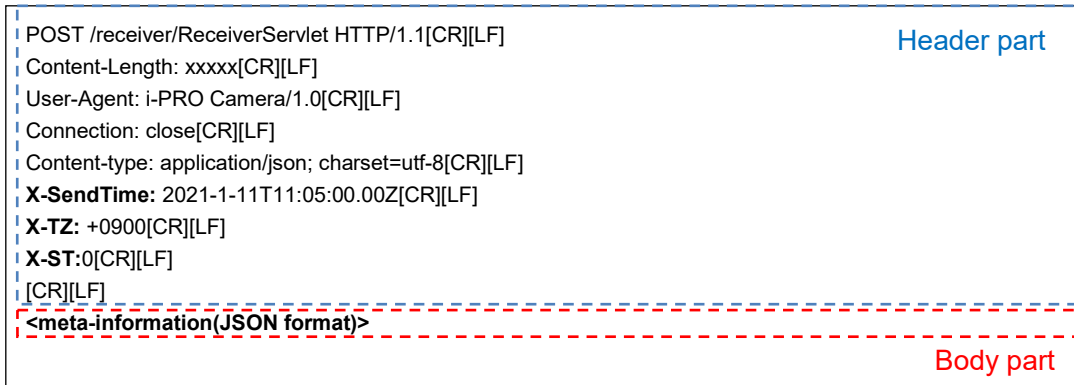 POST /receiver/ReceiverServlet HTTP/1.1[CR][LF]
Header part
Content-Length: xxxxx[CR][LF]
User-Agent: i-PRO Camera/1.0[CR][LF]
Connection: close[CR][LF]
Content-type: application/json; charset=utf-8[CR][LF]
X-SendTime: 2021-1-11T11:05:00.00Z[CR][LF]
X-TZ: +0900[CR][LF]
X-ST:0[CR][LF]
[CR][LF]
<meta-information(JSON format)>
Body part